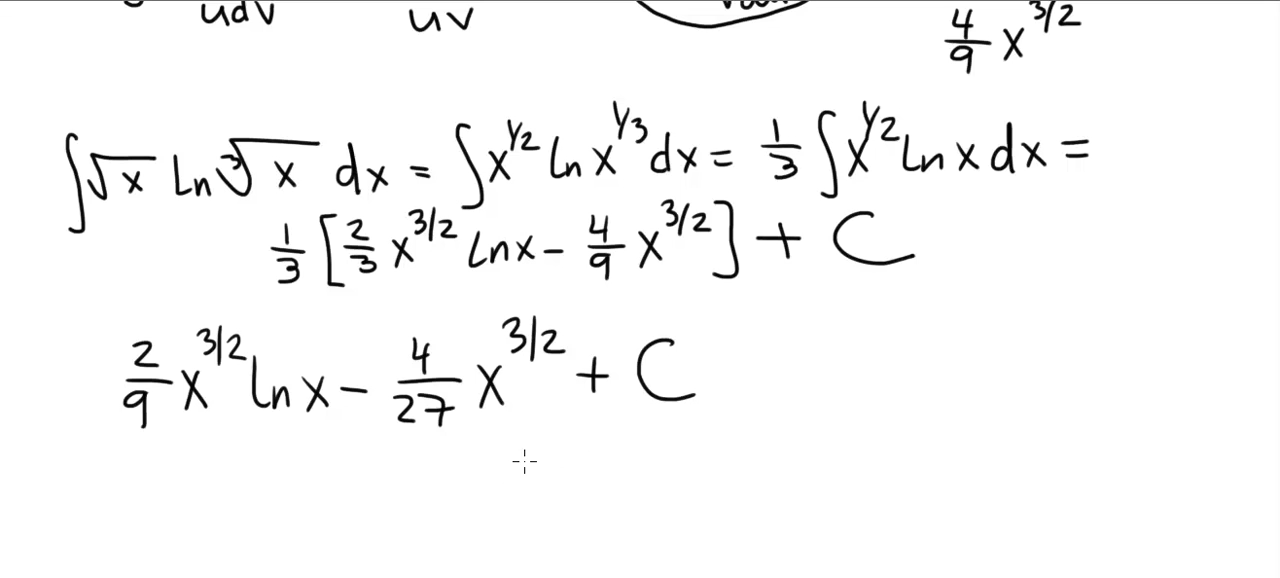 udv uv
4/9 x^3/2
∫√x ln ∛x dx = ∫x^1/2 ln x^1/3 dx = 1/3 ∫x^1/2 ln x dx =
1/3 [2/3 x^3/2 ln x - 4/9 x^3/2] + C
2/9 x^3/2 ln x - 4/27 x^3/2 + C